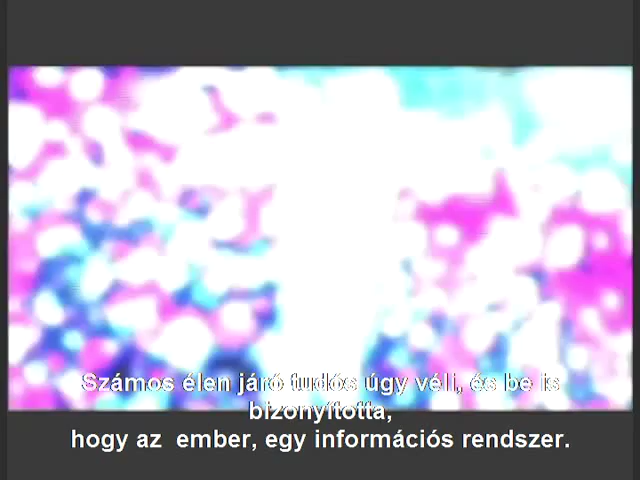 Számos élen járó tudós úgy véli, és be is
bizonyította,
hogy az  ember, egy információs rendszer.